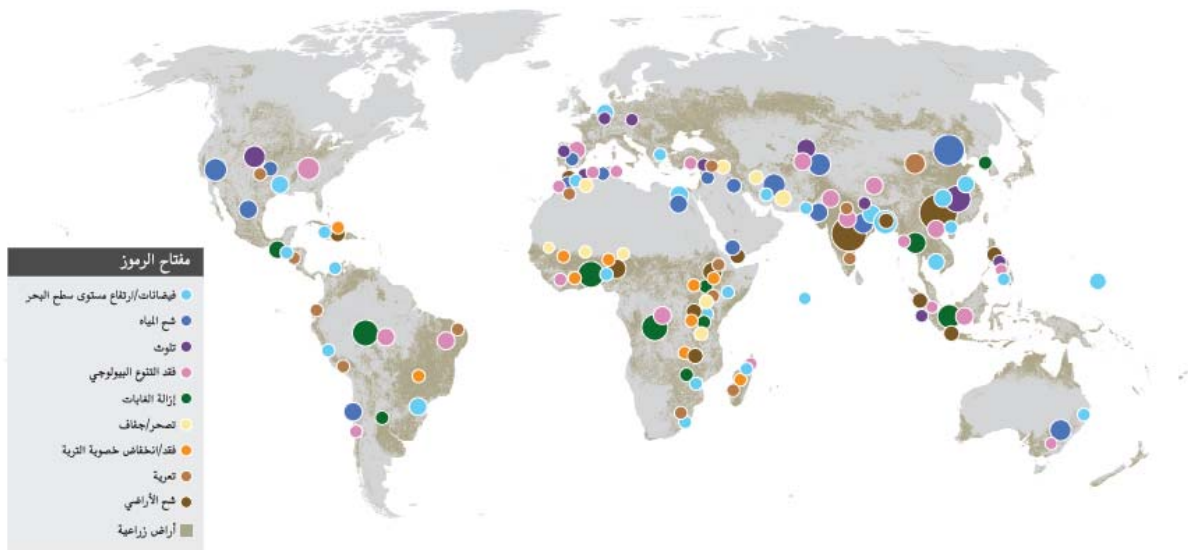 مفتاح الرموز
فيضانات/ارتفاع مستوى سطح البحر
شح المياه
تلوث
فقد التنوع البيولوجي
إزالة الغابات
تصحر/جفاف
فقد/انخفاض خصوبة التربة
تعرية
شح الأراضي
أراض زراعية